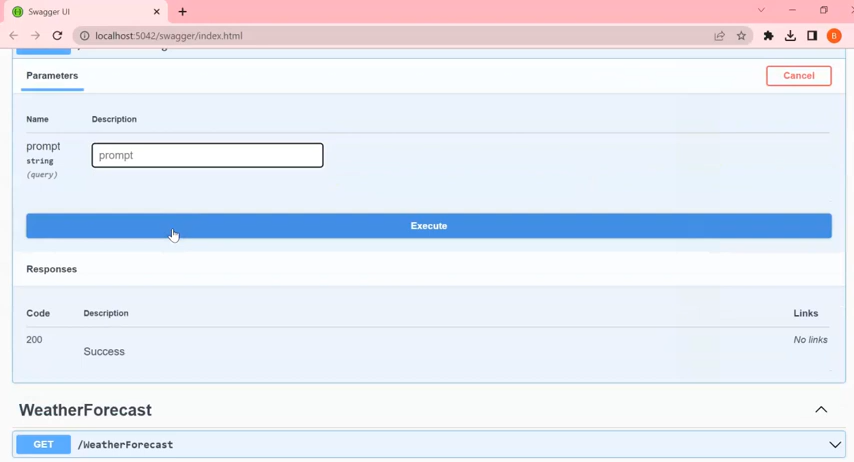 Swagger UI
localhost:5042/swagger/index.html
B
Parameters
Cancel
Name Description
prompt
string
(query)
prompt
Execute
Responses
Code Description Links
200 Success No links
WeatherForecast
GET /WeatherForecast